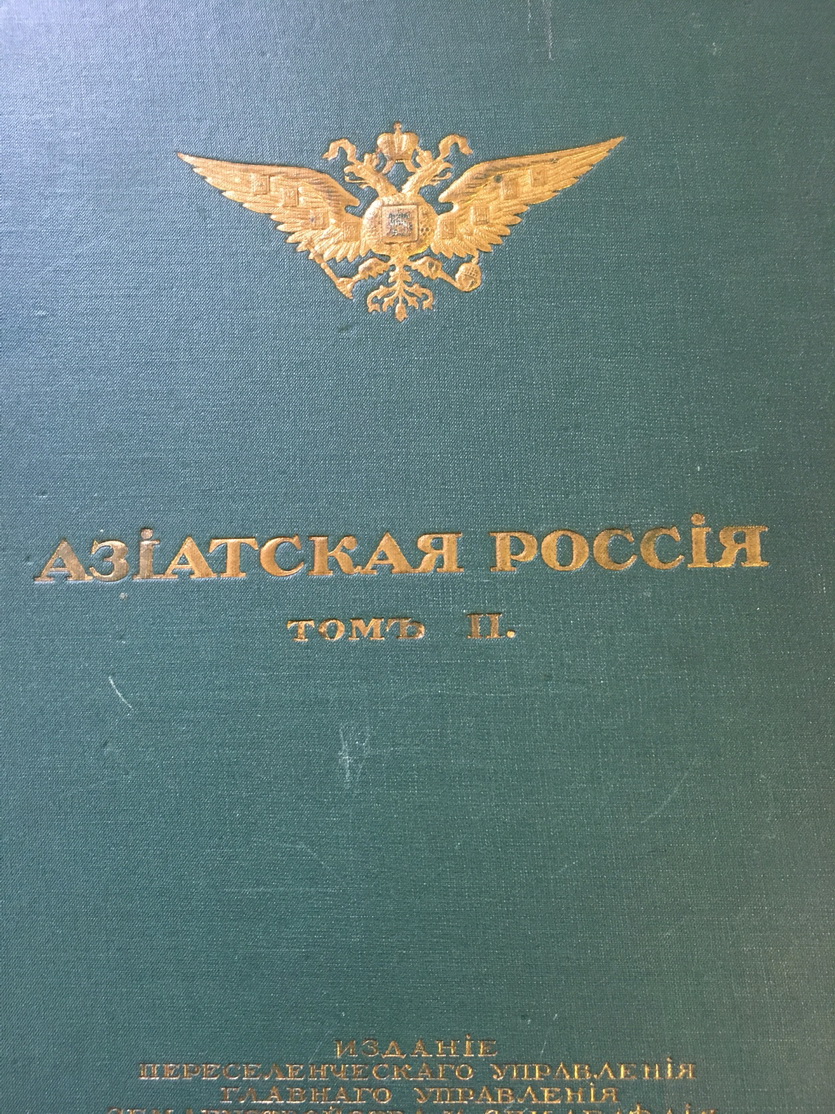 АЗІАТСКАЯ РОССІЯ
ТОМЪ II.
ИЗДАНІЕ
ПЕРЕСЕЛЕНЧЕСКАГО УПРАВЛЕНІЯ
ГЛАВНАГО УПРАВЛЕНІЯ